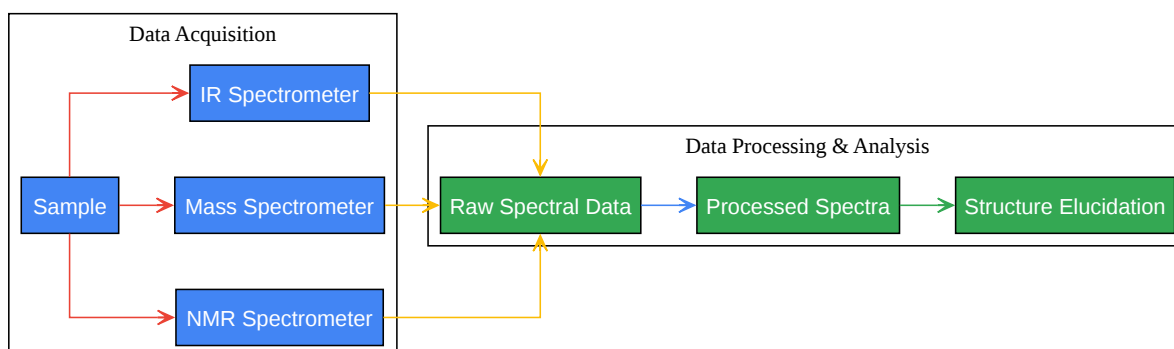 Data Acquisition
IR Spectrometer
Data Processing & Analysis
Sample
Mass Spectrometer
Raw Spectral Data
Processed Spectra
Structure Elucidation
NMR Spectrometer